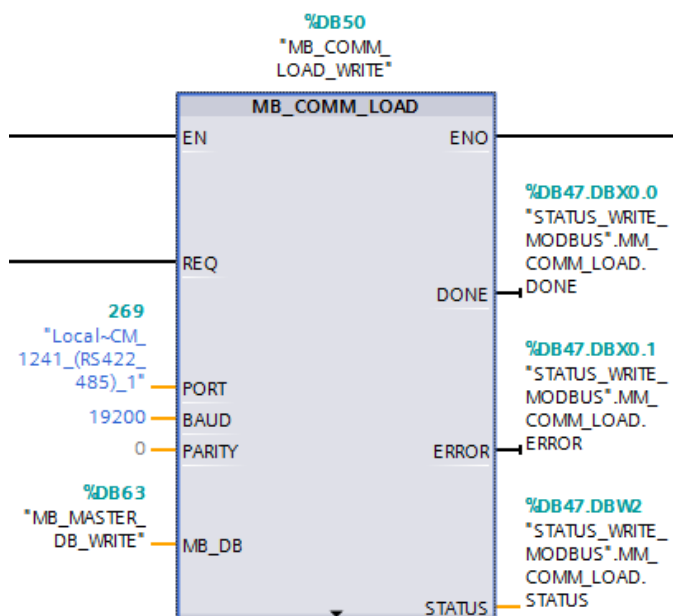 %DB50
"MB_COMM_
LOAD_WRITE"
MB_COMM_LOAD
EN
ENO
%DB47.DBX0.0
"STATUS_WRITE_
MODBUS".MM_
COMM_LOAD.
DONE
REQ
DONE
269
"Local~CM_
1241_(RS422_
485)_1"
PORT
%DB47.DBX0.1
"STATUS_WRITE_
MODBUS".MM_
COMM_LOAD.
ERROR
19200
BAUD
0
PARITY
ERROR
%DB63
"MB_MASTER_
DB_WRITE"
MB_DB
%DB47.DBW2
"STATUS_WRITE_
MODBUS".MM_
COMM_LOAD.
STATUS
STATUS